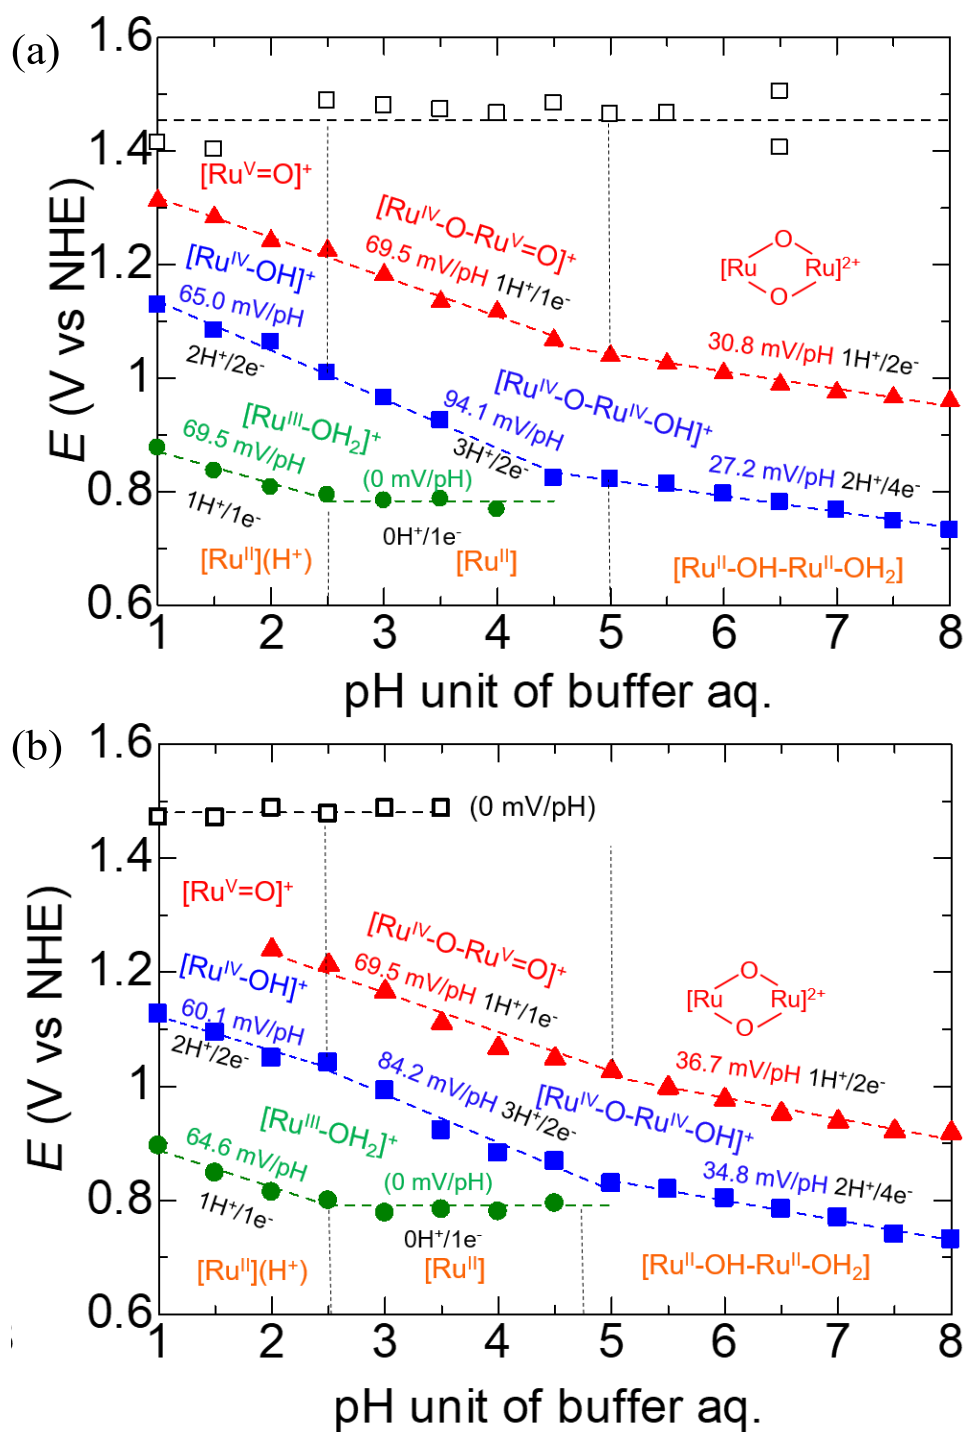 (a)
1.6
1.4
[Ru^V=O]^+
[Ru^IV-O-Ru^V=O]^+
69.5 mV/pH 1H^+/1e^-
[Ru^IV-OH]^+
65.0 mV/pH
2H^+/2e^-
O
[Ru Ru]^2+
O
1.2
30.8 mV/pH 1H^+/2e^-
1
[Ru^IV-O-Ru^IV-OH]^+
94.1 mV/pH
3H^+/2e^-
[Ru^III-OH_2]^+
69.5 mV/pH
(0 mV/pH)
27.2 mV/pH 2H^+/4e^-
0.8
1H^+/1e^-
0H^+/1e^-
[Ru^II](H^+)
[Ru^II]
[Ru^II-OH-Ru^II-OH_2]
0.6
1 2 3 4 5 6 7 8
E (V vs NHE)
pH unit of buffer aq.
(b)
1.6
(0 mV/pH)
1.4
[Ru^V=O]^+
[Ru^IV-O-Ru^V=O]^+
69.5 mV/pH 1H^+/1e^-
1.2
[Ru^IV-OH]^+
60.1 mV/pH
2H^+/2e^-
O
[Ru Ru]^2+
O
36.7 mV/pH 1H^+/2e^-
1
84.2 mV/pH 3H^+/2e^-
[Ru^IV-O-Ru^IV-OH]^+
[Ru^III-OH_2]^+
64.6 mV/pH
(0 mV/pH)
34.8 mV/pH 2H^+/4e^-
0.8
1H^+/1e^-
0H^+/1e^-
[Ru^II](H^+)
[Ru^II]
[Ru^II-OH-Ru^II-OH_2]
0.6
1 2 3 4 5 6 7 8
E (V vs NHE)
pH unit of buffer aq.